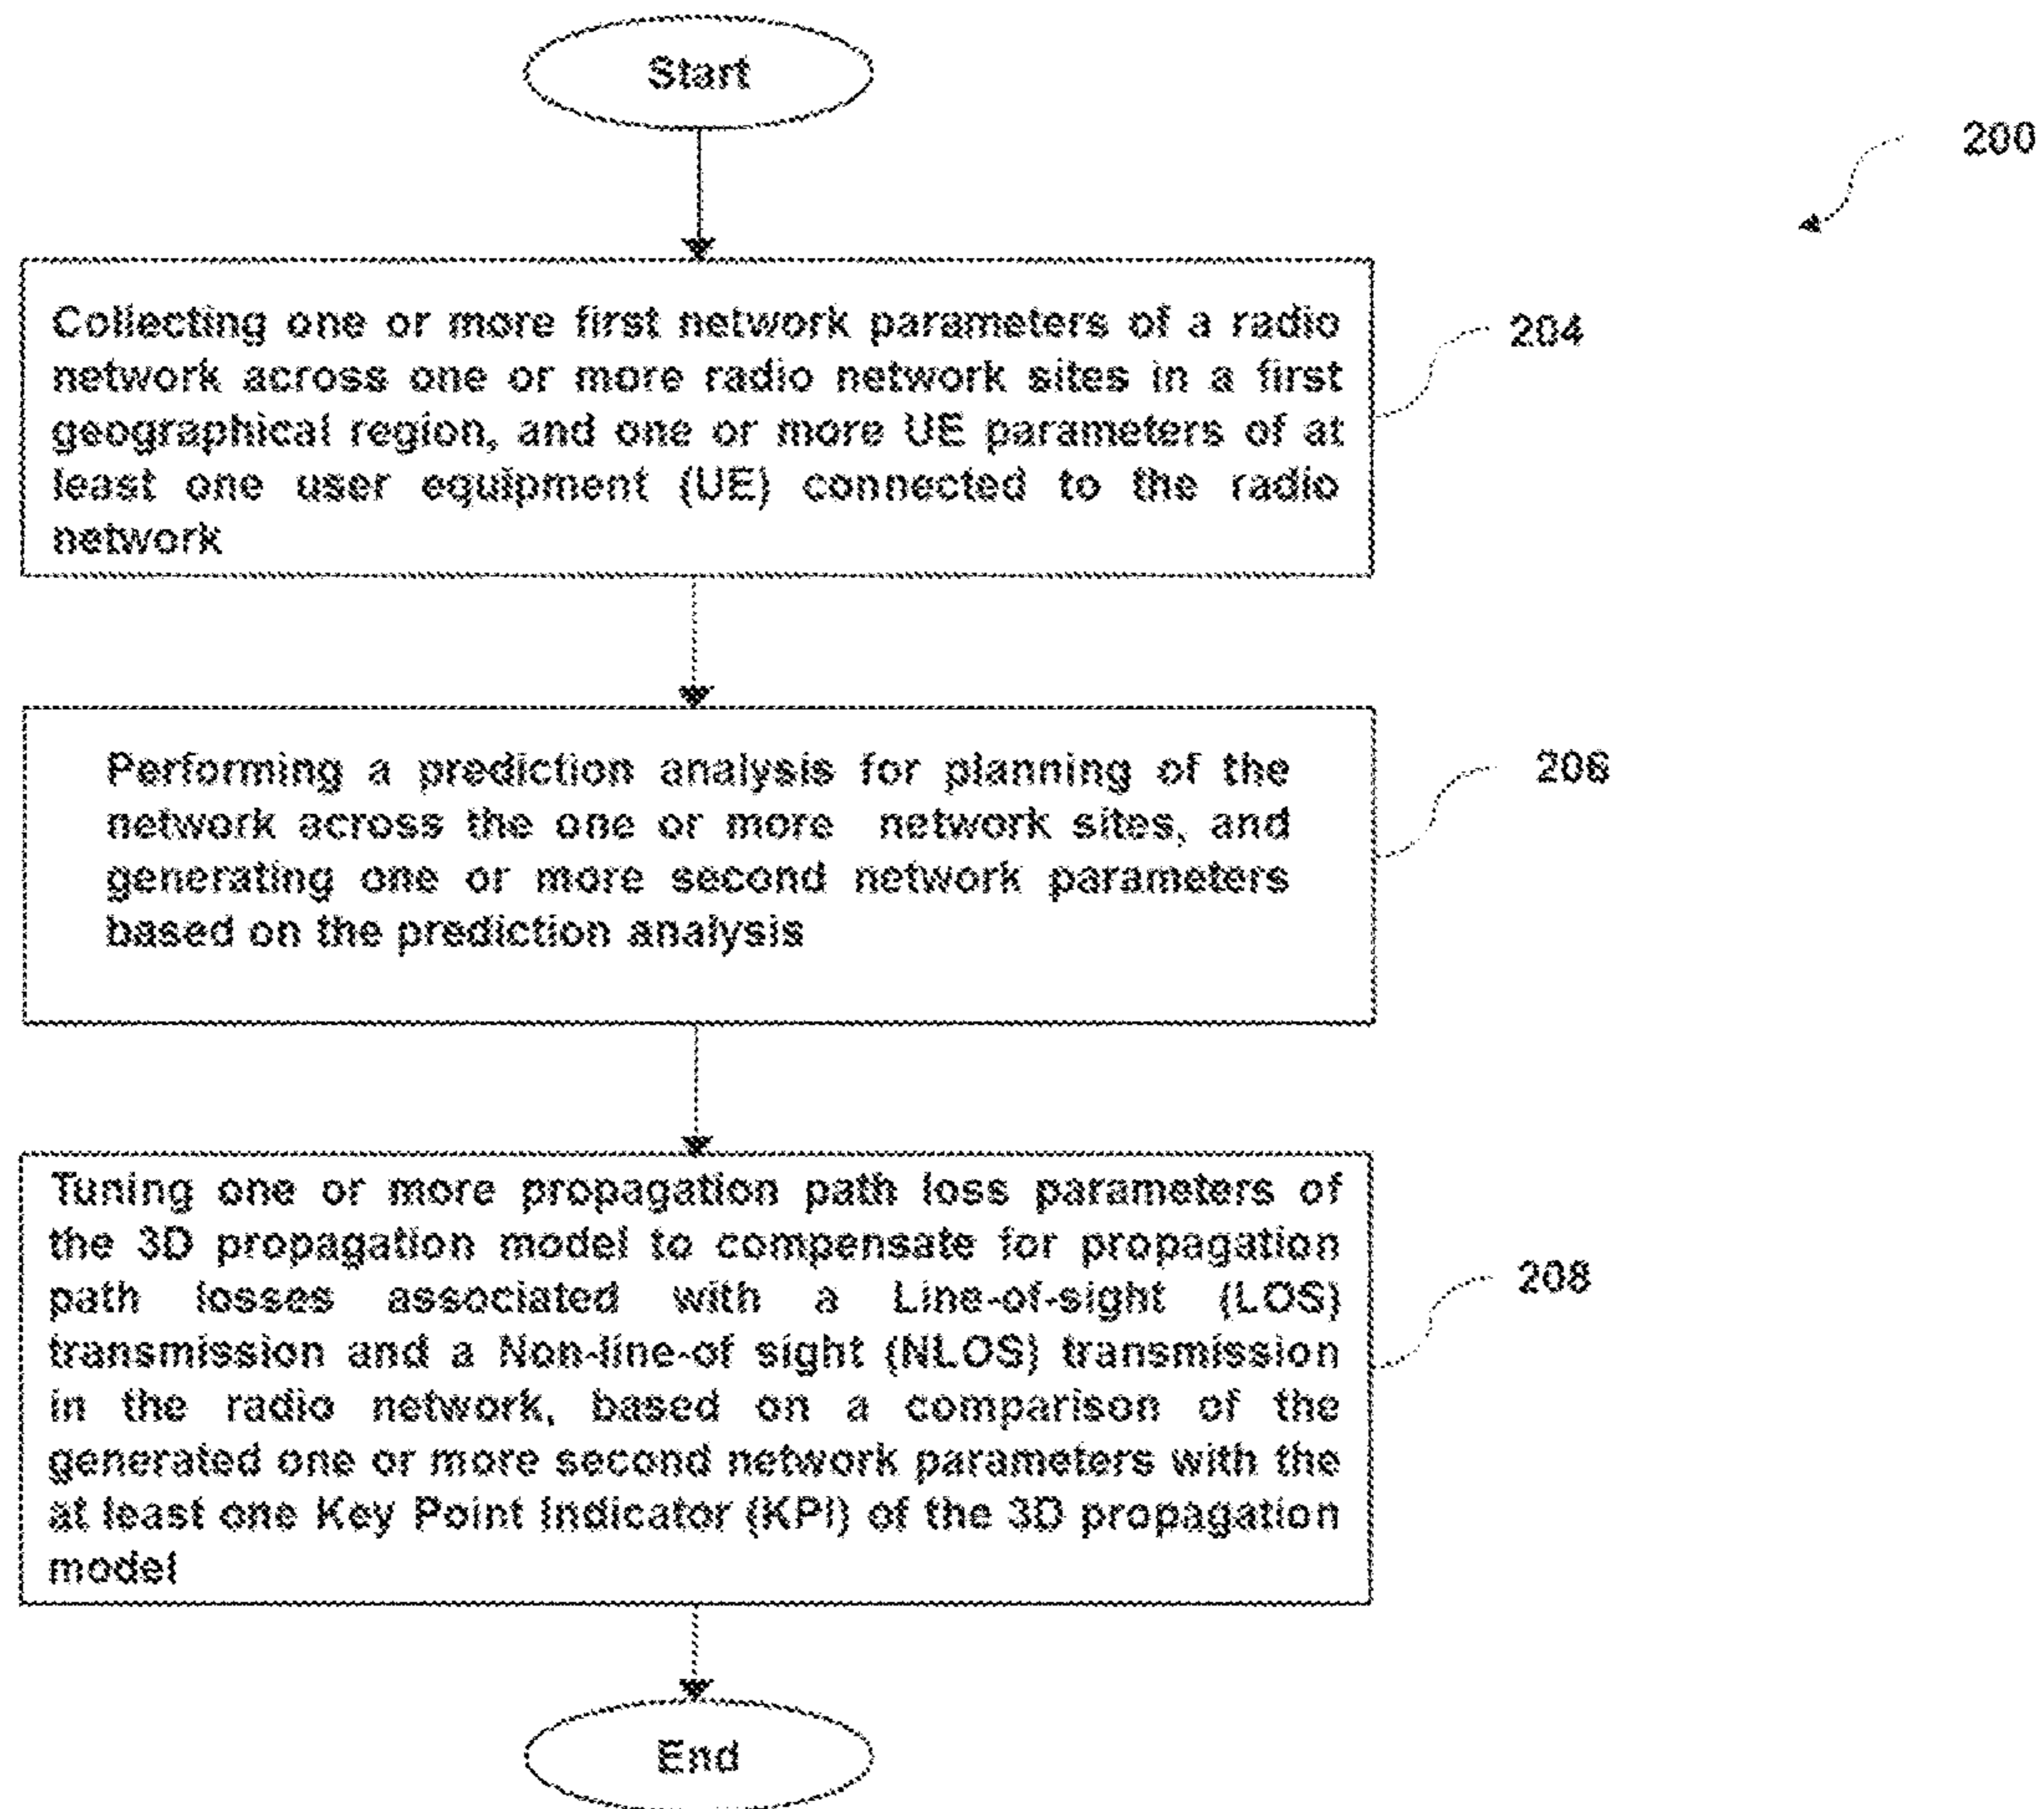 Start
200
Collecting one or more first network parameters of a radio
network across one or more radio network sites in a first
geographical region, and one or more UE parameters of at
least one user equipment (UE) connected to the radio
network
204
Performing a prediction analysis for planning of the
network across the one or more network sites, and
generating one or more second network parameters
based on the prediction analysis
206
Tuning one or more propagation path loss parameters of
the 3D propagation model to compensate for propagation
path losses associated with a Line-of-sight (LOS)
transmission and a Non-line-of sight (NLOS) transmission
in the radio network, based on a comparison of the
generated one or more second network parameters with the
at least one Key Point Indicator (KPI) of the 3D propagation
model
208
End